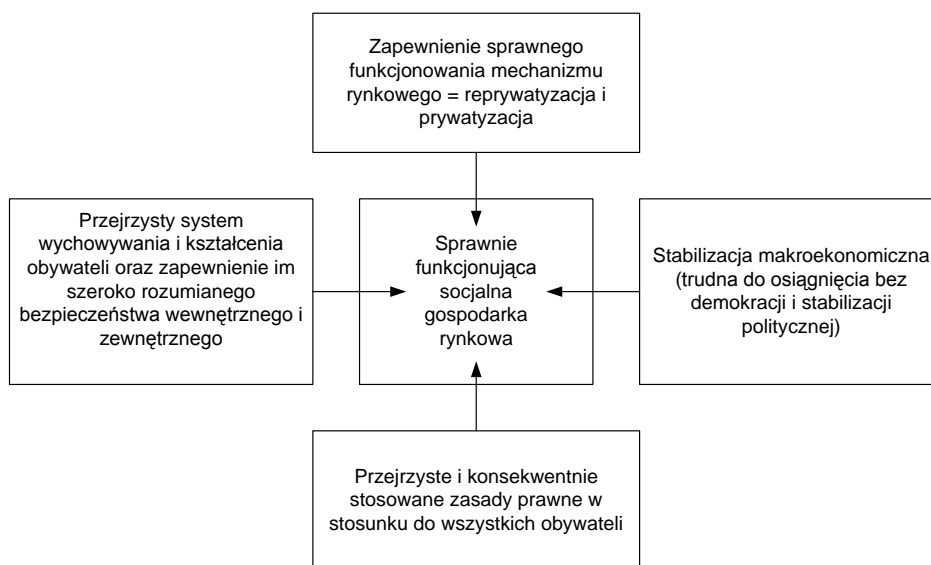 Zapewnienie sprawnego
funkcjonowania mechanizmu
rynkowego = reprywatyzacja i
prywatyzacja
Przejrzysty system
wychowywania i kształcenia
obywateli oraz zapewnienie im
szeroko rozumianego
bezpieczeństwa wewnętrznego i
zewnętrznego
Sprawnie
funkcjonująca
socjalna
gospodarka
rynkowa
Stabilizacja makroekonomiczna
(trudna do osiągnięcia bez
demokracji i stabilizacji
politycznej)
Przejrzyste i konsekwentnie
stosowane zasady prawne w
stosunku do wszystkich obywateli